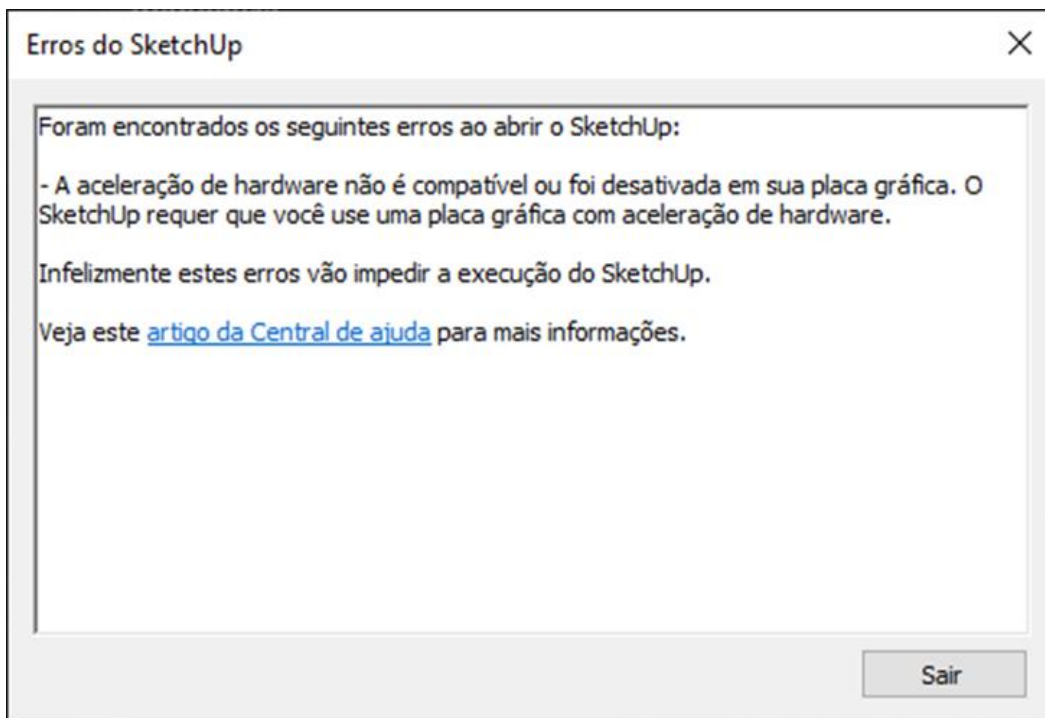 Erros do SketchUp
Foram encontrados os seguintes erros ao abrir o SketchUp:
- A aceleração de hardware não é compatível ou foi desativada em sua placa gráfica. O
SketchUp requer que você use uma placa gráfica com aceleração de hardware.
Infelizmente estes erros vão impedir a execução do SketchUp.
Veja este artigo da Central de ajuda para mais informações.
Sair